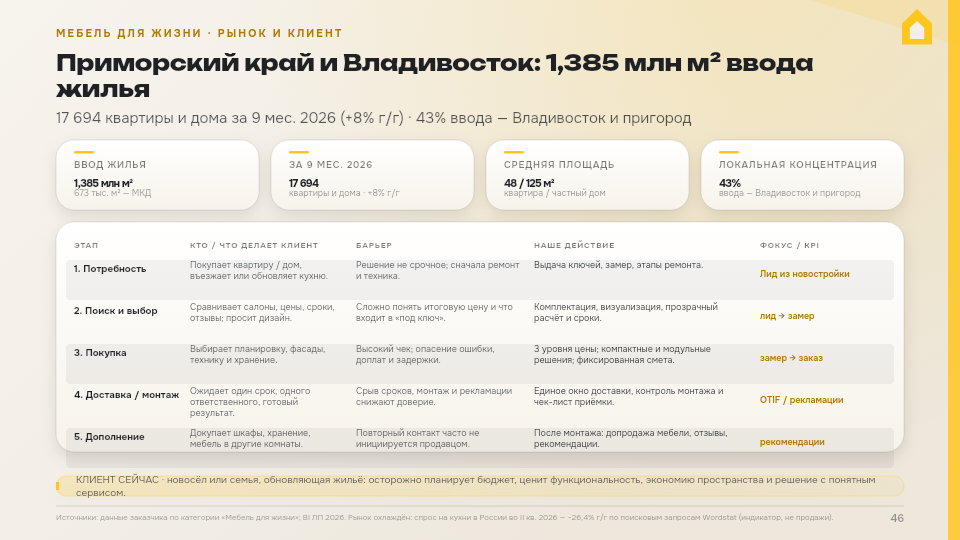 МЕБЕЛЬ ДЛЯ ЖИЗНИ · РЫНОК И КЛИЕНТ
Приморский край и Владивосток: 1,385 млн м² ввода
жилья
17 694 квартиры и дома за 9 мес. 2026 (+8% г/г) · 43% ввода — Владивосток и пригород
ВВОД ЖИЛЬЯ
1,385 млн м²
673 тыс. м² — МКД
ЗА 9 МЕС. 2026
17 694
квартиры и дома · +8% г/г
СРЕДНЯЯ ПЛОЩАДЬ
48 / 125 м²
квартира / частный дом
ЛОКАЛЬНАЯ КОНЦЕНТРАЦИЯ
43%
ввода — Владивосток и пригород
ЭТАП
КТО / ЧТО ДЕЛАЕТ КЛИЕНТ
БАРЬЕР
НАШЕ ДЕЙСТВИЕ
ФОКУС / KPI
1. Потребность
Покупает квартиру / дом,
въезжает или обновляет кухню.
Решение не срочное; сначала ремонт
и техника.
Выдача ключей, замер, этапы ремонта.
Лид из новостройки
2. Поиск и выбор
Сравнивает салоны, цены, сроки,
отзывы; просит дизайн.
Сложно понять итоговую цену и что
входит в «под ключ».
Комплектация, визуализация, прозрачный
расчёт и сроки.
лид → замер
3. Покупка
Выбирает планировку, фасады,
технику и хранение.
Высокий чек; опасение ошибки,
доплат и задержки.
3 уровня цены; компактные и модульные
решения; фиксированная смета.
замер → заказ
4. Доставка / монтаж
Ожидает один срок, одного
ответственного, готовый
результат.
Срыв сроков, монтаж и рекламации
снижают доверие.
Единое окно доставки, контроль монтажа и
чек-лист приёмки.
OTIF / рекламации
5. Дополнение
Докупает шкафы, хранение,
мебель в другие комнаты.
Повторный контакт часто не
инициируется продавцом.
После монтажа: допродажа мебели, отзывы,
рекомендации.
рекомендации
КЛИЕНТ СЕЙЧАС · новосёл или семья, обновляющая жильё: осторожно планирует бюджет, ценит функциональность, экономию пространства и решение с понятным
сервисом.
Источники: данные заказчика по категории «Мебель для жизни»; ВІ ЛП 2026. Рынок охлаждён: спрос на кухни в России во II кв. 2026 — −26,4% г/г по поисковым запросам Wordstat (индикатор, не продажи).
46